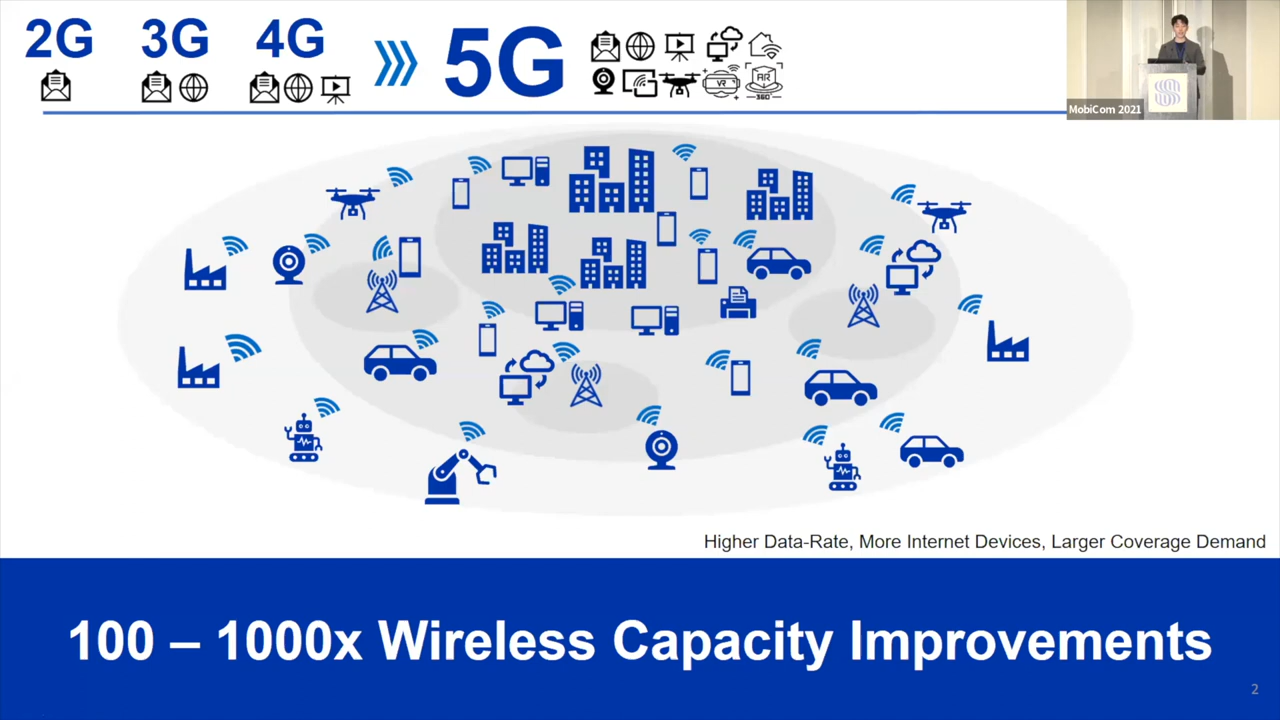 2G 3G 4G 5G
VR
AR
360
MobiCom 2021
Higher Data-Rate, More Internet Devices, Larger Coverage Demand
100 – 1000x Wireless Capacity Improvements
2